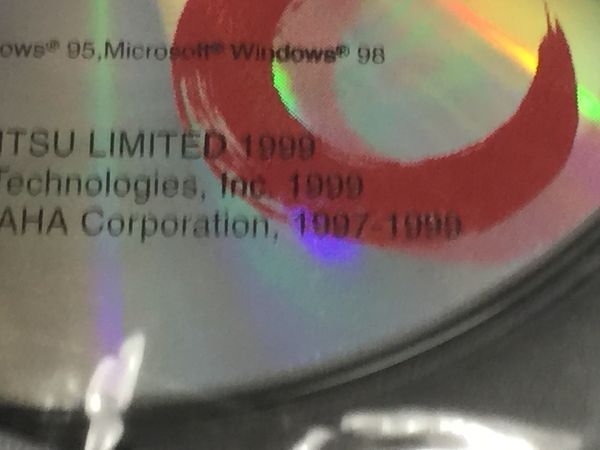 ows® 95,Microsoft® Windows® 98
ITSU LIMITED 1999
Technologies, Inc. 1999
AHA Corporation, 1997-1999